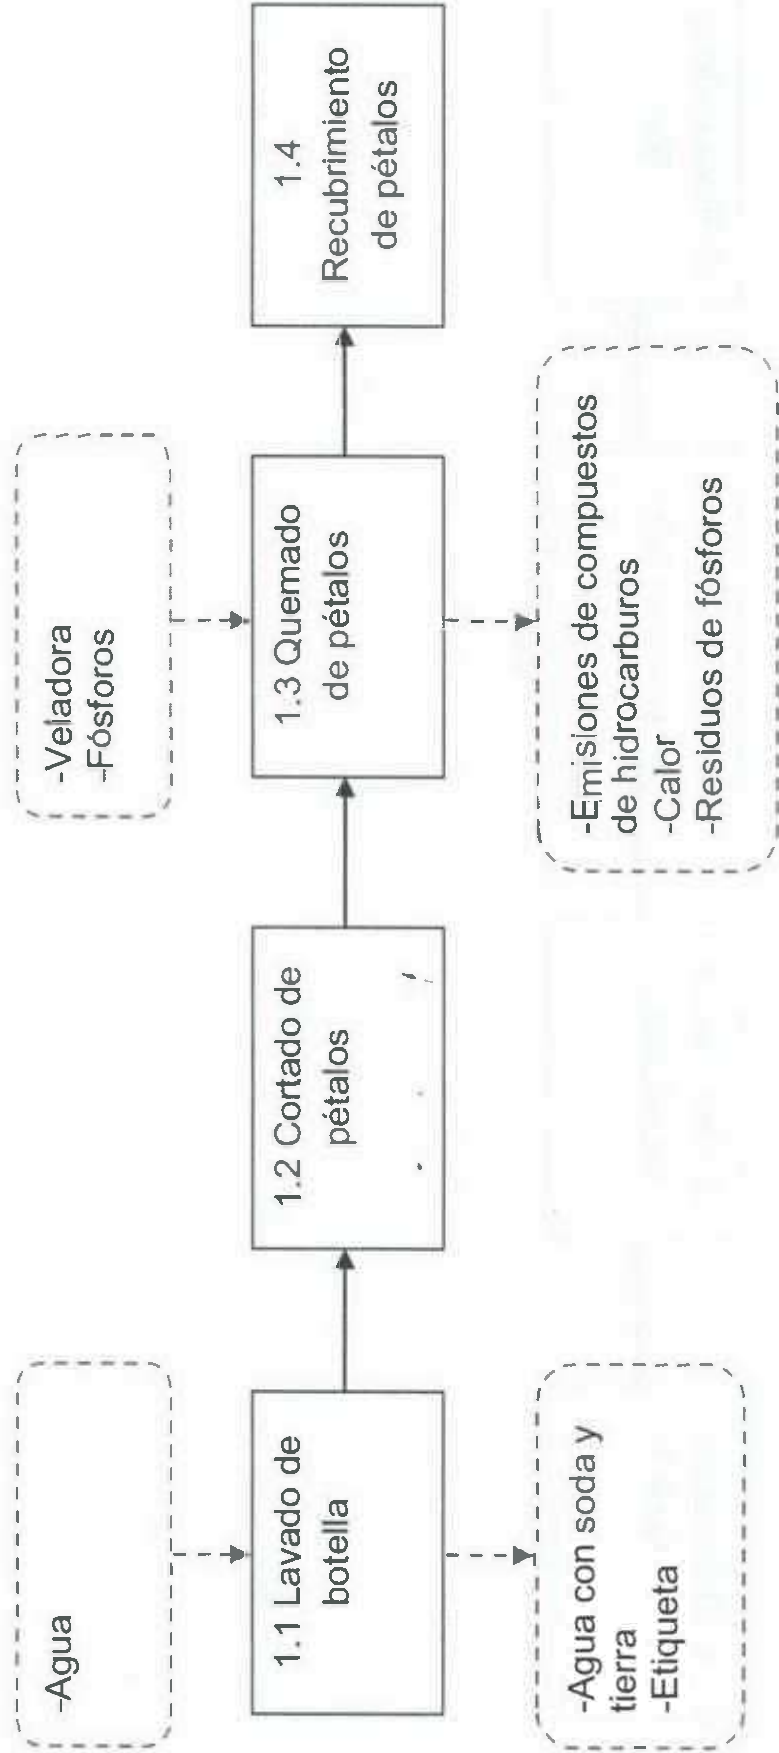 -Agua
-Veladora
-Fósforos
1.1 Lavado de
botella
1.2 Cortado de
pétalos
1.3 Quemado
de pétalos
1.4
Recubrimiento
de pétalos
-Agua con soda y
tierra
-Etiqueta
-Emisiones de compuestos
de hidrocarburos
-Calor
-Residuos de fósforos